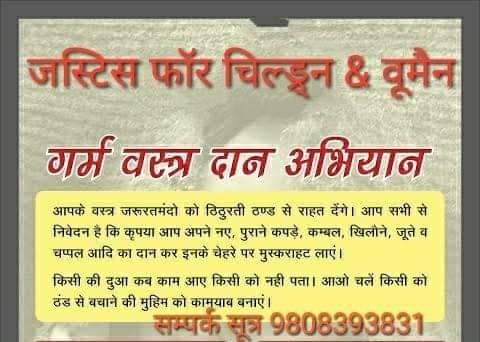 जस्टिस फॉर चिल्ड्रन & वूमैन
गर्म वस्त्र दान अभियान
आपके वस्त्र जरूरतमंदो को ठिठुरती ठण्ड से राहत देंगे। आप सभी से
निवेदन है कि कृपया आप अपने नए, पुराने कपड़े, कम्बल, खिलौने, जूते व
चप्पल आदि का दान कर इनके चेहरे पर मुस्कराहट लाएं।
किसी की दुआ कब काम आए किसी को नही पता। आओ चलें किसी को
ठंड से बचाने की मुहिम को कामयाब बनाएं।
सम्पर्क सूत्र 9808393831